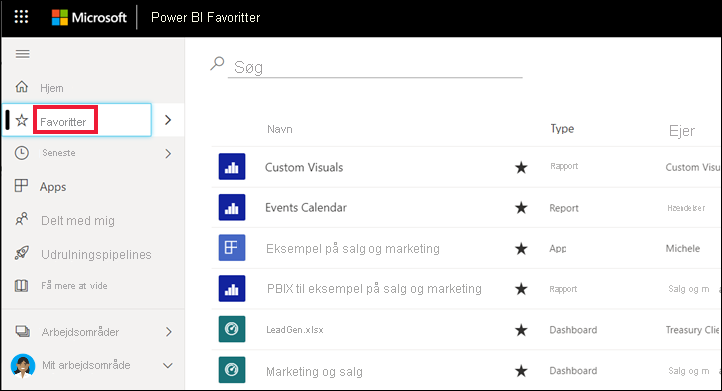 Microsoft Power BI Favoritter
Søg
Hjem
Favoritter
Seneste
Apps
Delt med mig
Udrulningspipelines
Få mere at vide
Arbejdsområder
Mit arbejdsområde
Navn Type Ejer
Custom Visuals Rapport Custom Visu
Events Calendar Report Hændelser
Eksempel på salg og marketing App Michele
PBIX til eksempel på salg og marketing Rapport Salg og m
LeadGen.xlsx Dashboard Treasury Clie
Marketing og salg Dashboard Salg og m